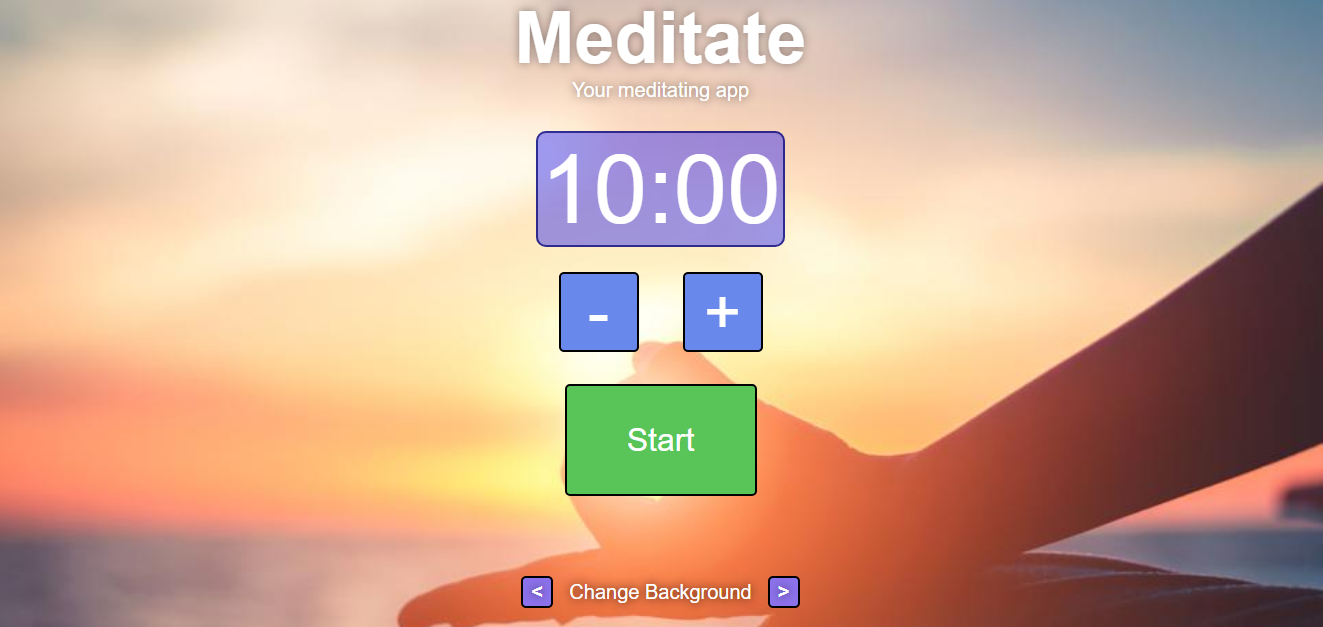 Meditate
Your meditating app
10:00
- +
Start
< Change Background >